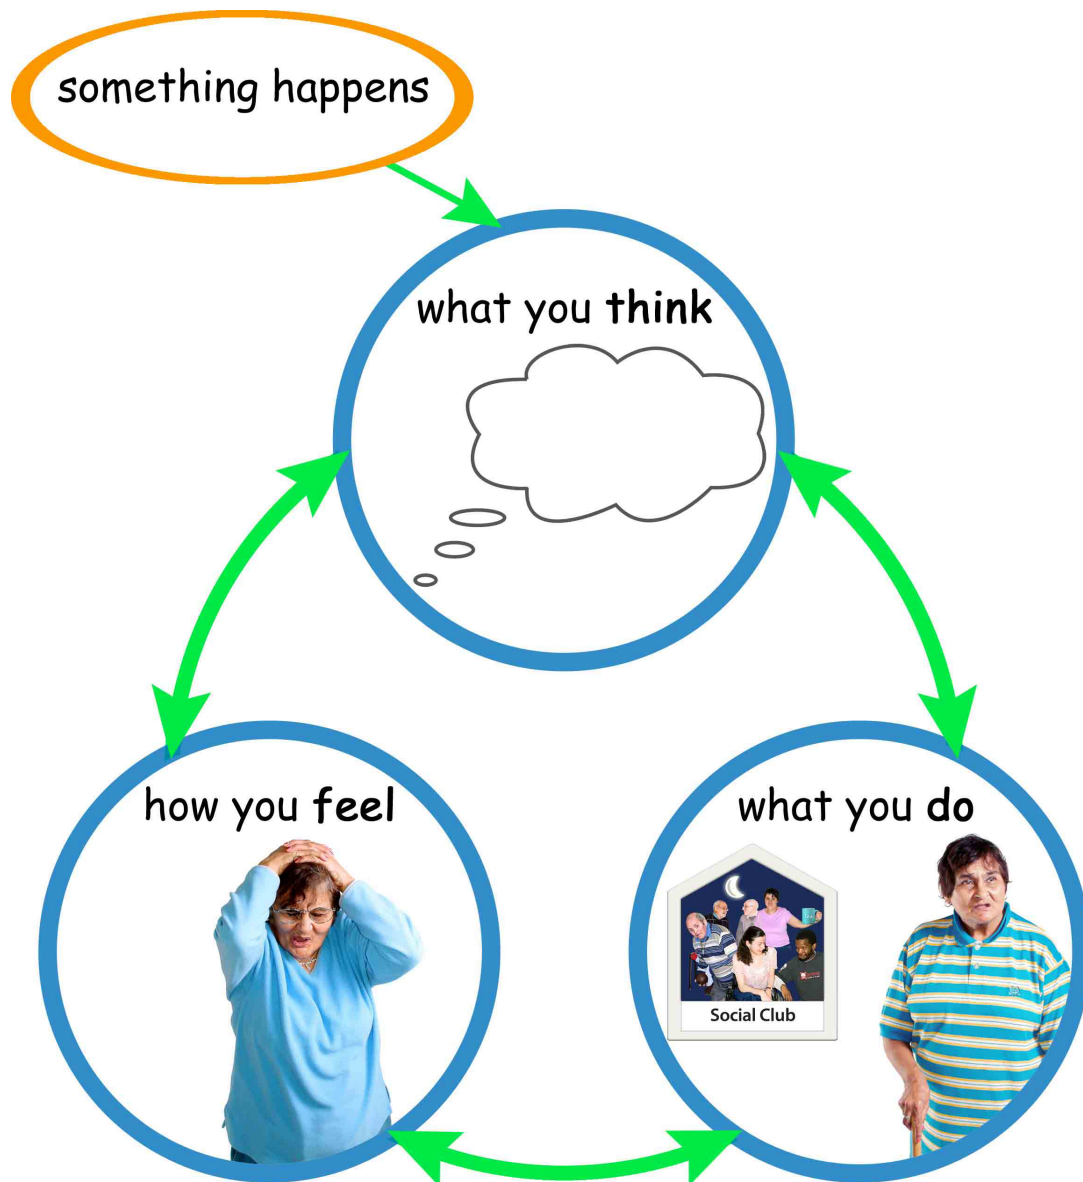 something happens
what you think
how you feel
what you do
Social Club